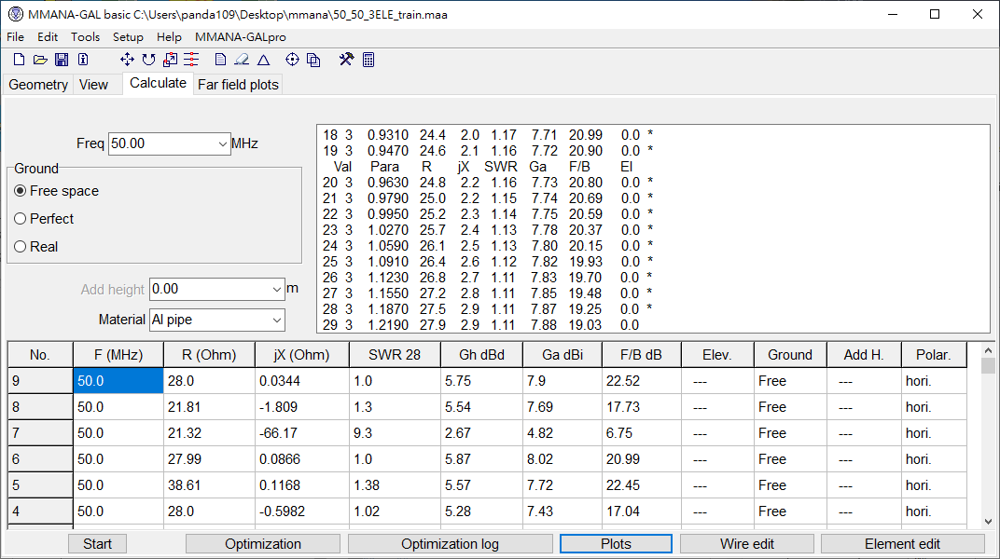 MMANA-GAL basic C:\Users\panda109\Desktop\mmana\50_50_3ELE_train.maa
File Edit Tools Setup Help MMANA-GALpro
Geometry View Calculate Far field plots
Freq 50.00 MHz
Ground
Free space
Perfect
Real
Add height 0.00 m
Material Al pipe
18 3 0.9310 24.4 2.0 1.17 7.71 20.99 0.0 *
19 3 0.9470 24.6 2.1 1.16 7.72 20.90 0.0 *
Val Para R jX SWR Ga F/B El
20 3 0.9630 24.8 2.2 1.16 7.73 20.80 0.0 *
21 3 0.9790 25.0 2.2 1.15 7.74 20.69 0.0 *
22 3 0.9950 25.2 2.3 1.14 7.75 20.59 0.0 *
23 3 1.0270 25.7 2.4 1.13 7.78 20.37 0.0 *
24 3 1.0590 26.1 2.5 1.13 7.80 20.15 0.0 *
25 3 1.0910 26.4 2.6 1.12 7.82 19.93 0.0 *
26 3 1.1230 26.8 2.7 1.11 7.83 19.70 0.0 *
27 3 1.1550 27.2 2.8 1.11 7.85 19.48 0.0 *
28 3 1.1870 27.5 2.9 1.11 7.87 19.25 0.0 *
29 3 1.2190 27.9 2.9 1.11 7.88 19.03 0.0
No. F (MHz) R (Ohm) jX (Ohm) SWR 28 Gh dBd Ga dBi F/B dB Elev. Ground Add H. Polar.
9 50.0 28.0 0.0344 1.0 5.75 7.9 22.52 --- Free --- hori.
8 50.0 21.81 -1.809 1.3 5.54 7.69 17.73 --- Free --- hori.
7 50.0 21.32 -66.17 9.3 2.67 4.82 6.75 --- Free --- hori.
6 50.0 27.99 0.0866 1.0 5.87 8.02 20.99 --- Free --- hori.
5 50.0 38.61 0.1168 1.38 5.57 7.72 22.45 --- Free --- hori.
4 50.0 28.0 -0.5982 1.02 5.28 7.43 17.04 --- Free --- hori.
Start Optimization Optimization log Plots Wire edit Element edit